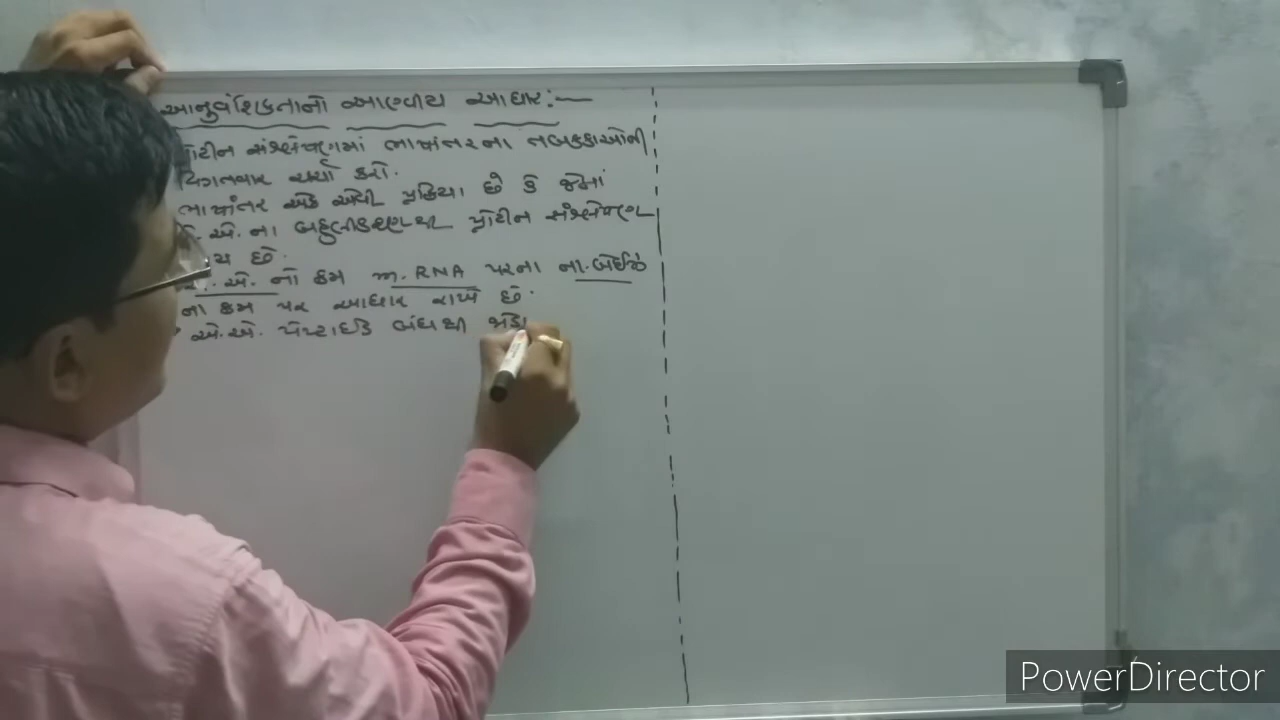 આનુવંશિકતાનો આણ્વીય આધાર :—
પ્રોટીન સંશ્લેષણમાં ભાષાંતરના તબક્કાઓની
વિગતવાર ચર્ચા કરો.
ભાષાંતર એક એવી પ્રક્રિયા છે કે જેમાં
એ. ના બહુલીકરણથી પ્રોટીન સંશ્લેષણ
ય છે.
એ. નો ક્રમ m. RNA પરના ના. બેઈઝ
ના ક્રમ પર આધાર રાખે છે.
એ.એ. પેપ્ટાઈડ બંધથી જોડા
PowerDirector